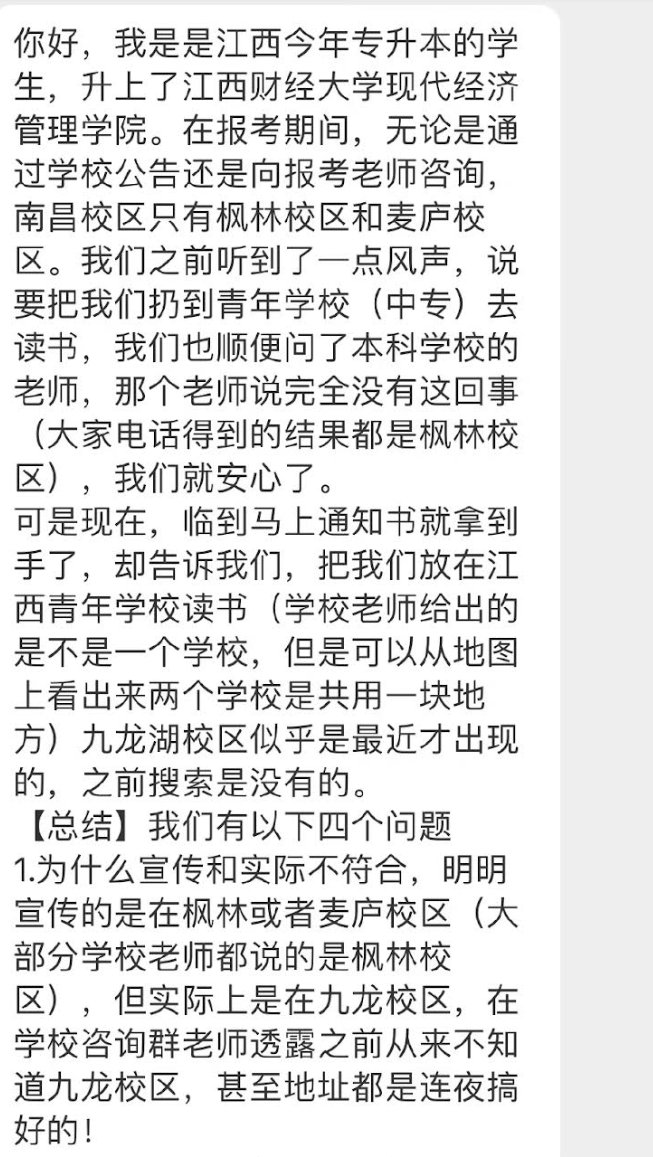 你好，我是是江西今年专升本的学
生，升上了江西财经大学现代经济
管理学院。在报考期间，无论是通
过学校公告还是向报考老师咨询，
南昌校区只有枫林校区和麦庐校
区。我们之前听到了一点风声，说
要把我们扔到青年学校（中专）去
读书，我们也顺便问了本科学校的
老师，那个老师说完全没有这回事
（大家电话得到的结果都是枫林校
区），我们就安心了。
可是现在，临到马上通知书就拿到
手了，却告诉我们，把我们放在江
西青年学校读书（学校老师给出的
是不是一个学校，但是可以从地图
上看出来两个学校是共用一块地
方）九龙湖校区似乎是最近才出现
的，之前搜索是没有的。
【总结】我们有以下四个问题
1.为什么宣传和实际不符合，明明
宣传的是在枫林或者麦庐校区（大
部分学校老师都说的是枫林校
区），但实际上是在九龙校区，在
学校咨询群老师透露之前从来不知
道九龙校区，甚至地址都是连夜搞
好的！